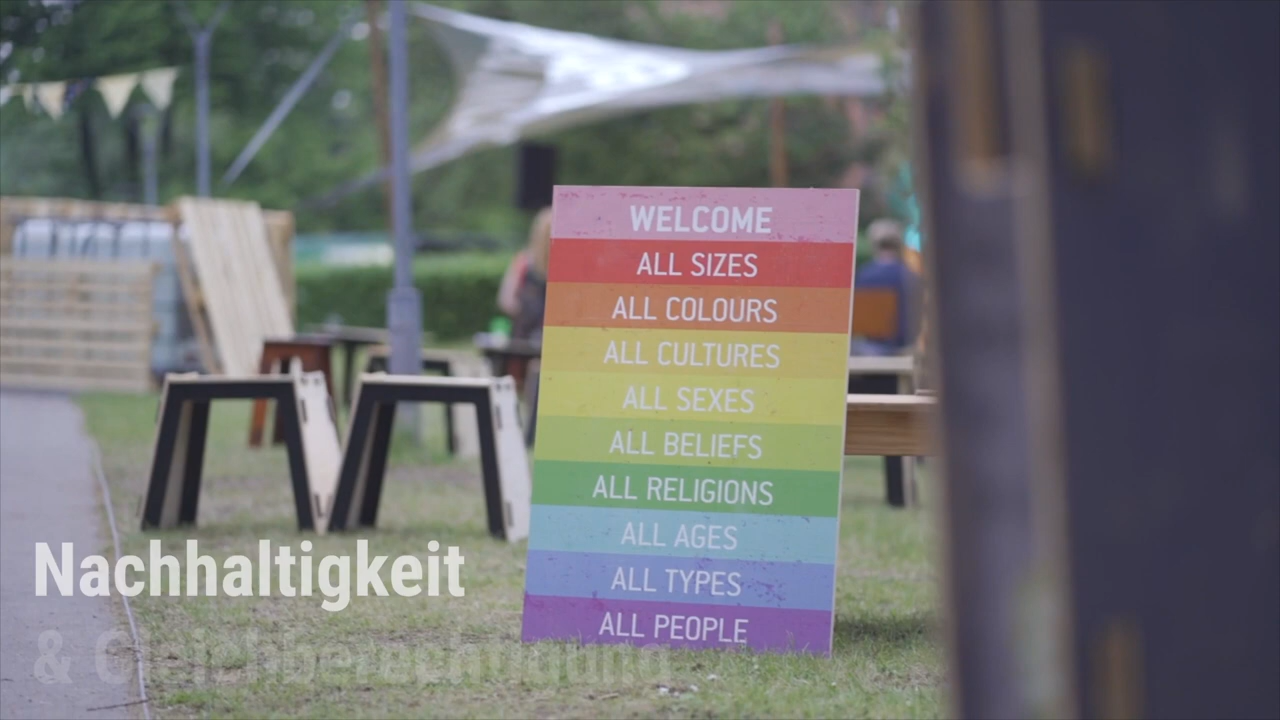 WELCOME
ALL SIZES
ALL COLOURS
ALL CULTURES
ALL SEXES
ALL BELIEFS
ALL RELIGIONS
ALL AGES
ALL TYPES
ALL PEOPLE
Nachhaltigkeit
& Gleichberechtigung